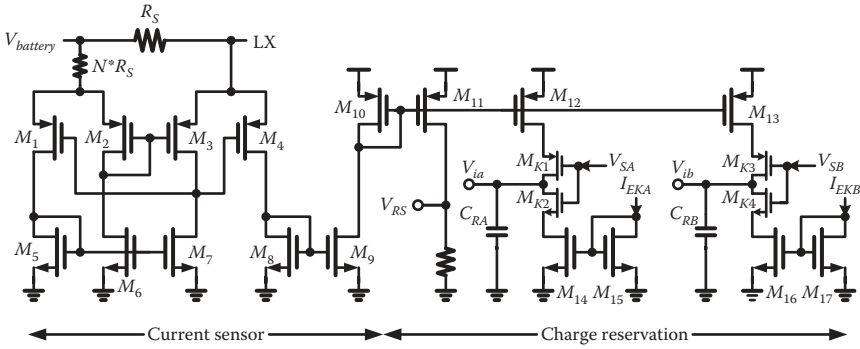 R_S
V_battery
LX
N*R_S
M_1
M_2
M_3
M_4
M_10
M_11
M_12
M_13
V_ia
M_K1
V_SA
V_ib
M_K3
V_SB
V_RS
M_K2
I_EKA
M_K4
I_EKB
C_RA
C_RB
M_5
M_6
M_7
M_8
M_9
M_14
M_15
M_16
M_17
Current sensor
Charge reservation